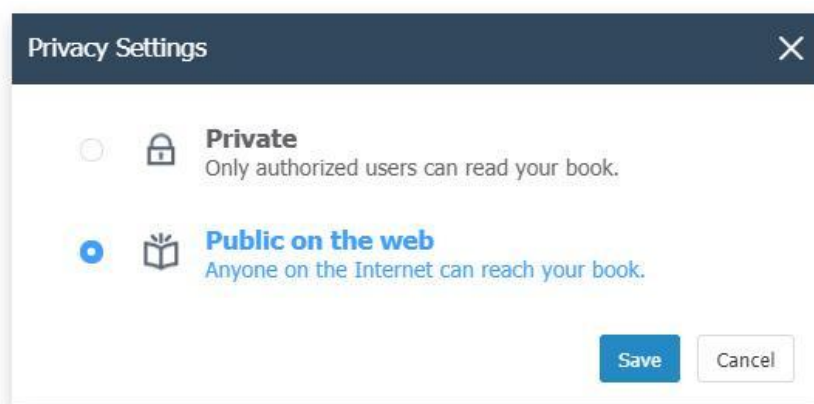 Privacy Settings
Private
Only authorized users can read your book.
Public on the web
Anyone on the Internet can reach your book.
Save Cancel